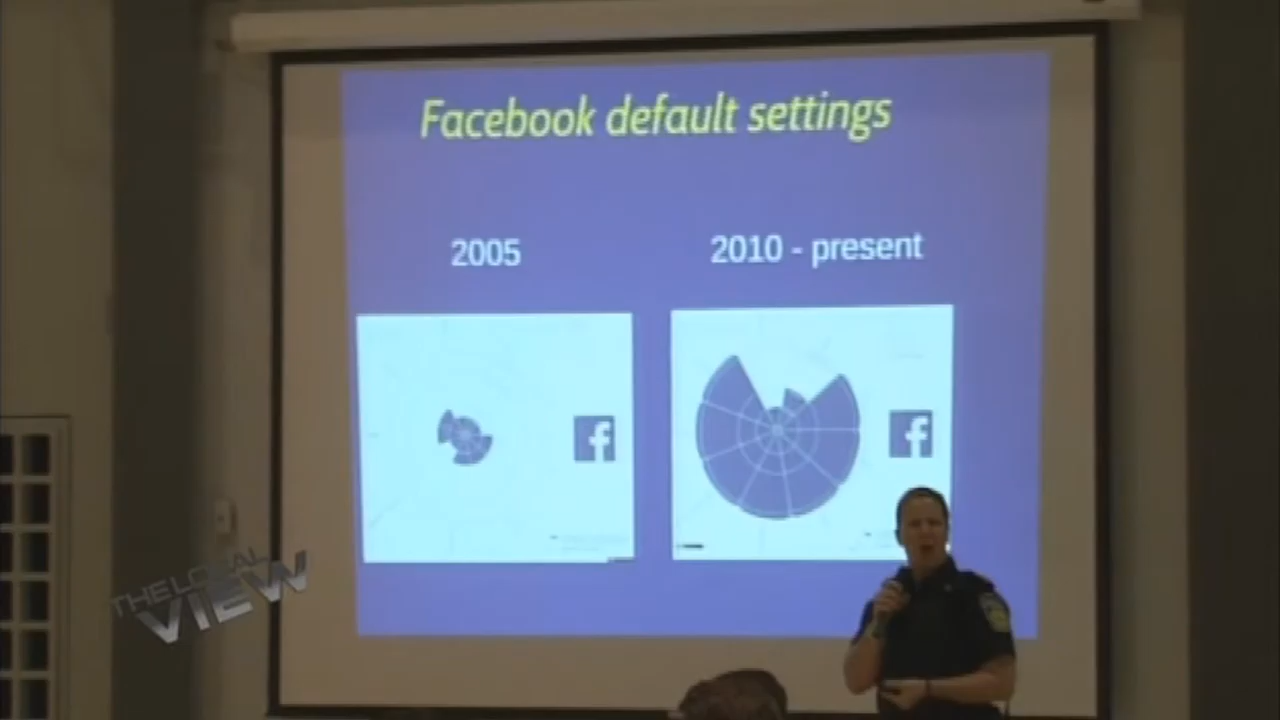 Facebook default settings
2005
2010 - present
f
f
THE LOCAL
VIEW